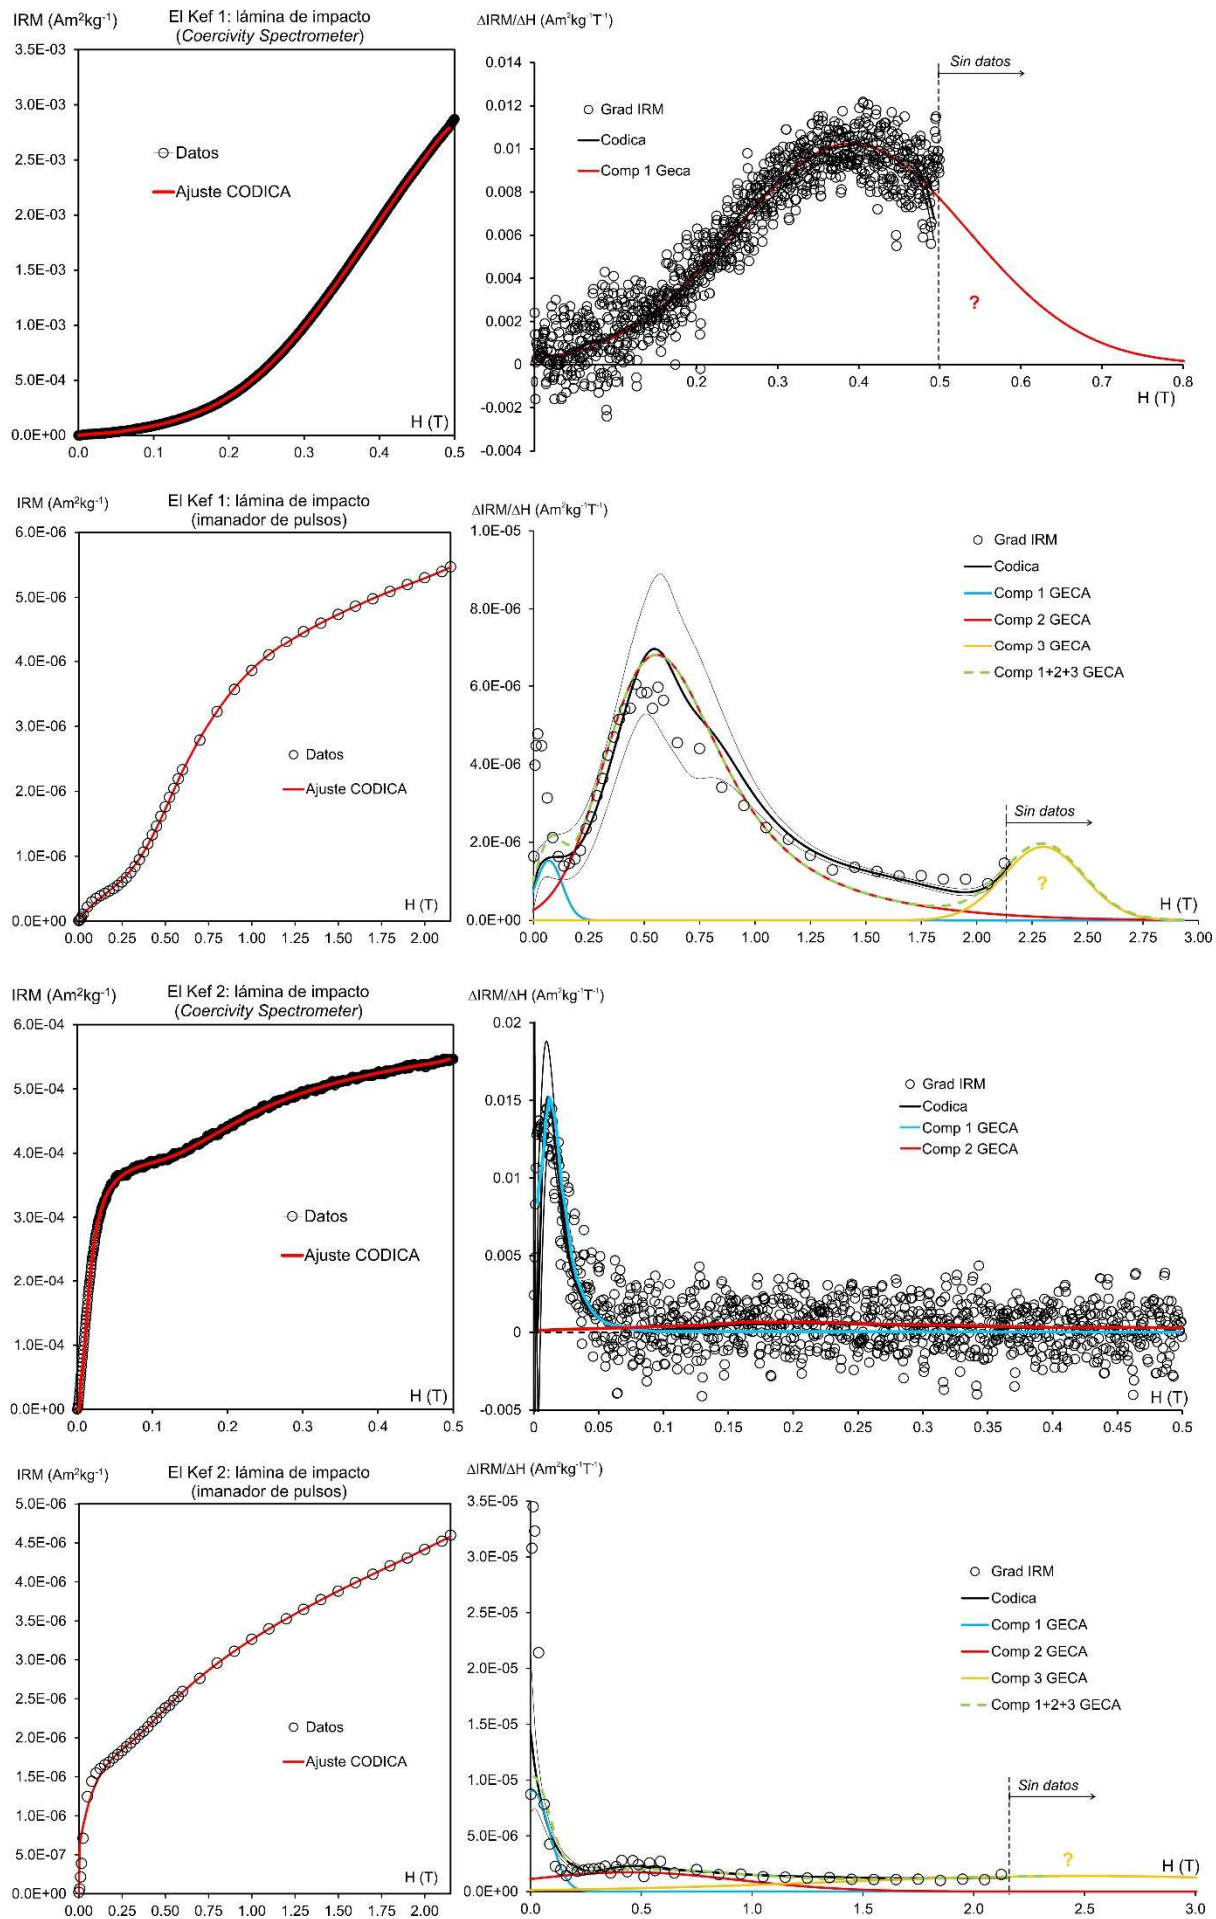 IRM (Am²kg⁻¹)
El Kef 1: lámina de impacto
(Coercivity Spectrometer)
3.5E-03
3.0E-03
2.5E-03
2.0E-03
1.5E-03
1.0E-03
5.0E-04
0.0E+00
Datos
Ajuste CODICA
H (T)
0.0 0.1 0.2 0.3 0.4 0.5
ΔIRM/ΔH (Am²kg⁻¹T⁻¹)
Sin datos
0.014
0.012
0.01
0.008
0.006
0.004
0.002
0
-0.002
-0.004
Grad IRM
Codica
Comp 1 Geca
?
0.2 0.3 0.4 0.5 0.6 0.7 0.8
H (T)
IRM (Am²kg⁻¹)
El Kef 1: lámina de impacto
(imanador de pulsos)
6.0E-06
5.0E-06
4.0E-06
3.0E-06
2.0E-06
1.0E-06
0.0E+00
Datos
Ajuste CODICA
H (T)
0.00 0.25 0.50 0.75 1.00 1.25 1.50 1.75 2.00
ΔIRM/ΔH (Am²kg⁻¹T⁻¹)
1.0E-05
8.0E-06
6.0E-06
4.0E-06
2.0E-06
0.0E+00
Grad IRM
Codica
Comp 1 GECA
Comp 2 GECA
Comp 3 GECA
Comp 1+2+3 GECA
Sin datos
?
H (T)
0.00 0.25 0.50 0.75 1.00 1.25 1.50 1.75 2.00 2.25 2.50 2.75 3.00
IRM (Am²kg⁻¹)
El Kef 2: lámina de impacto
(Coercivity Spectrometer)
6.0E-04
5.0E-04
4.0E-04
3.0E-04
2.0E-04
1.0E-04
0.0E+00
Datos
Ajuste CODICA
H (T)
0.0 0.1 0.2 0.3 0.4 0.5
ΔIRM/ΔH (Am²kg⁻¹T⁻¹)
0.02
0.015
0.01
0.005
0
-0.005
Grad IRM
Codica
Comp 1 GECA
Comp 2 GECA
H (T)
0 0.05 0.1 0.15 0.2 0.25 0.3 0.35 0.4 0.45 0.5
IRM (Am²kg⁻¹)
El Kef 2: lámina de impacto
(imanador de pulsos)
5.0E-06
4.5E-06
4.0E-06
3.5E-06
3.0E-06
2.5E-06
2.0E-06
1.5E-06
1.0E-06
5.0E-07
0.0E+00
Datos
Ajuste CODICA
H (T)
0.00 0.25 0.50 0.75 1.00 1.25 1.50 1.75 2.00
ΔIRM/ΔH (Am²kg⁻¹T⁻¹)
3.5E-05
3.0E-05
2.5E-05
2.0E-05
1.5E-05
1.0E-05
5.0E-06
0.0E+00
Grad IRM
Codica
Comp 1 GECA
Comp 2 GECA
Comp 3 GECA
Comp 1+2+3 GECA
Sin datos
?
H (T)
0.0 0.5 1.0 1.5 2.0 2.5 3.0